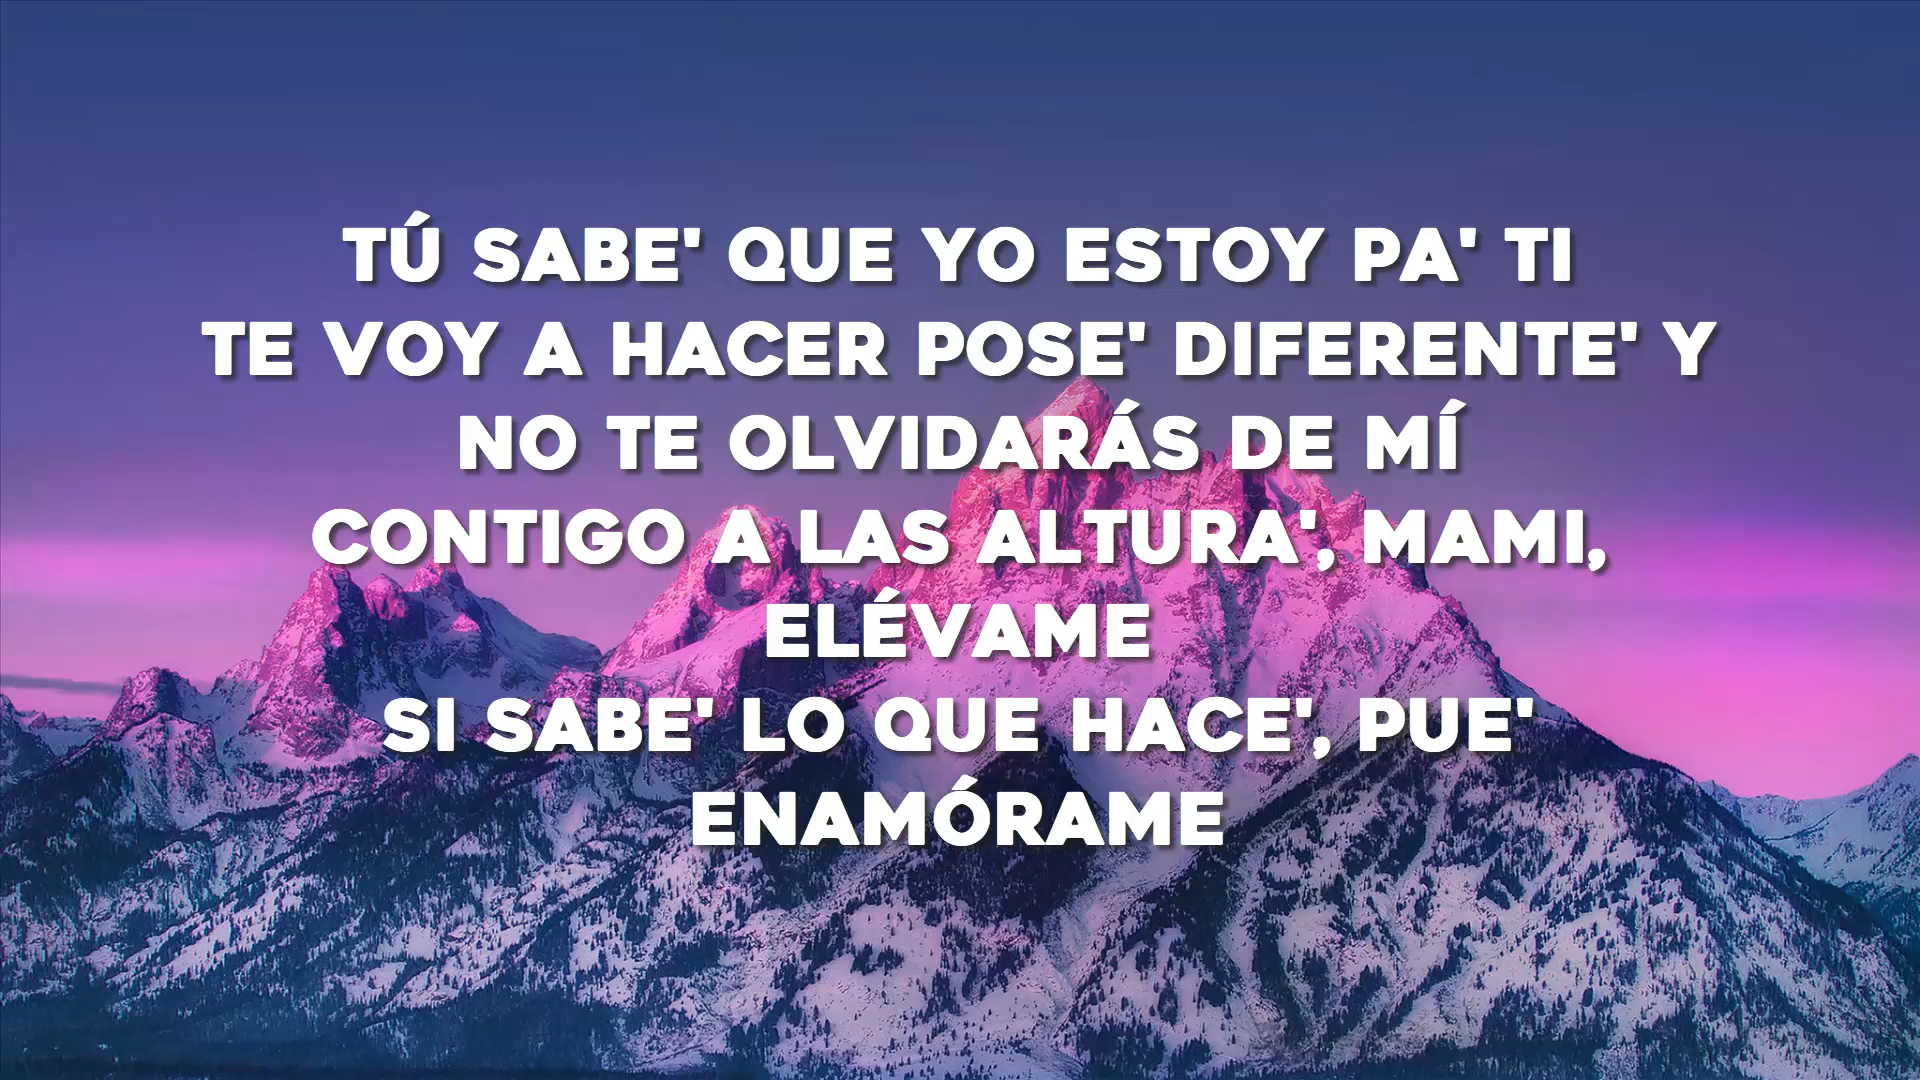 TÚ SABE' QUE YO ESTOY PA' TI
TE VOY A HACER POSE' DIFERENTE' Y
NO TE OLVIDARÁS DE MÍ
CONTIGO A LAS ALTURA', MAMI,
ELÉVAME
SI SABE' LO QUE HACE', PUE'
ENAMÓRAME